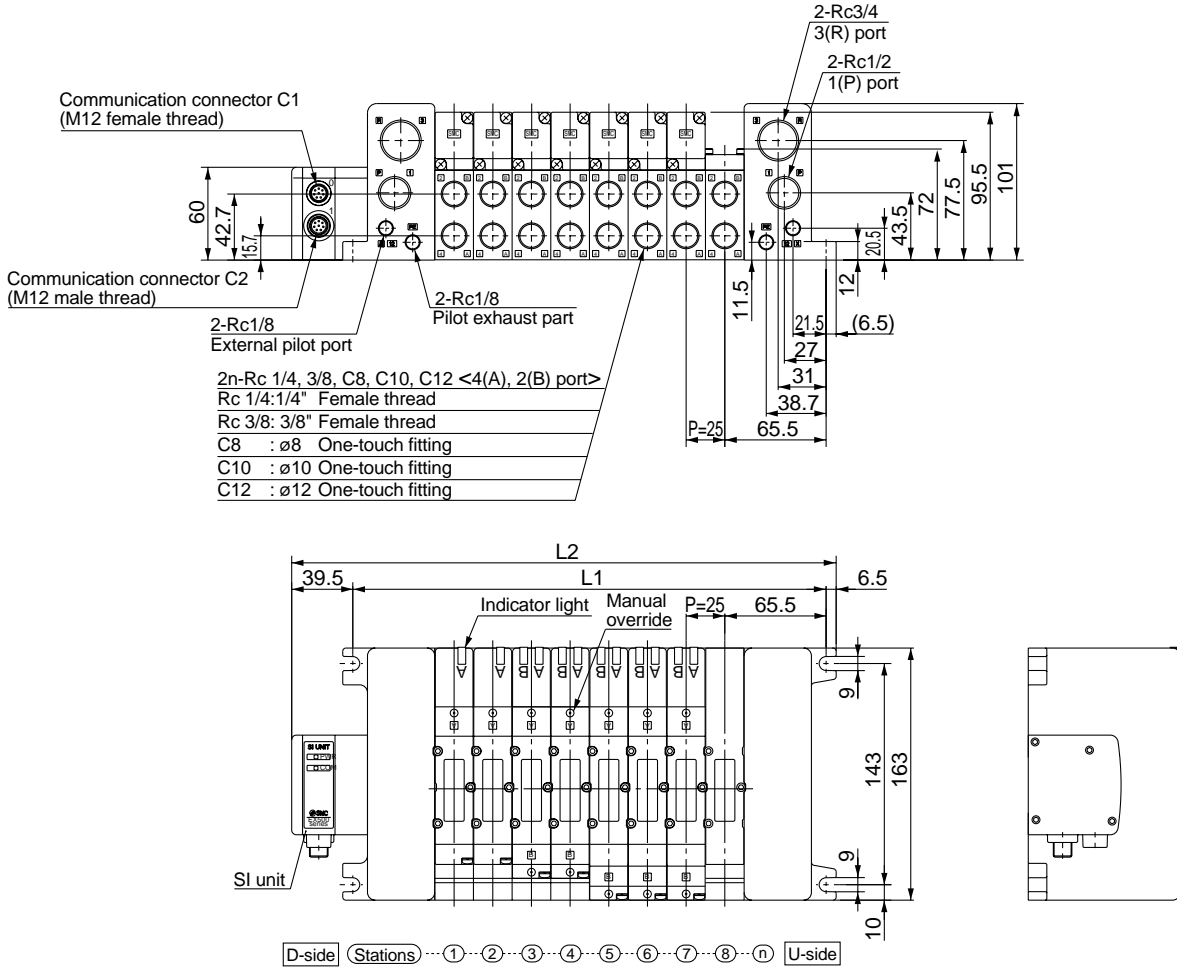 2-Rc3/4
3(R) port
2-Rc1/2
1(P) port
Communication connector C1
(M12 female thread)
60
42.7
15.7
0
1
Communication connector C2
(M12 male thread)
2-Rc1/8
External pilot port
2-Rc1/8
Pilot exhaust part
2n-Rc 1/4, 3/8, C8, C10, C12 <4(A), 2(B) port>
Rc 1/4:1/4" Female thread
Rc 3/8: 3/8" Female thread
C8 : ø8 One-touch fitting
C10 : ø10 One-touch fitting
C12 : ø12 One-touch fitting
11.5
12
20.5
43.5
72
77.5
95.5
101
21.5
(6.5)
27
31
38.7
P=25
65.5
L2
39.5
L1
6.5
Indicator light
Manual
override
P=25
65.5
A A B A B A B A B A B A
9
143
163
9
10
SI UNIT
SMC
EX500
Series
SI unit
D-side Stations 1 2 3 4 5 6 7 8 n U-side